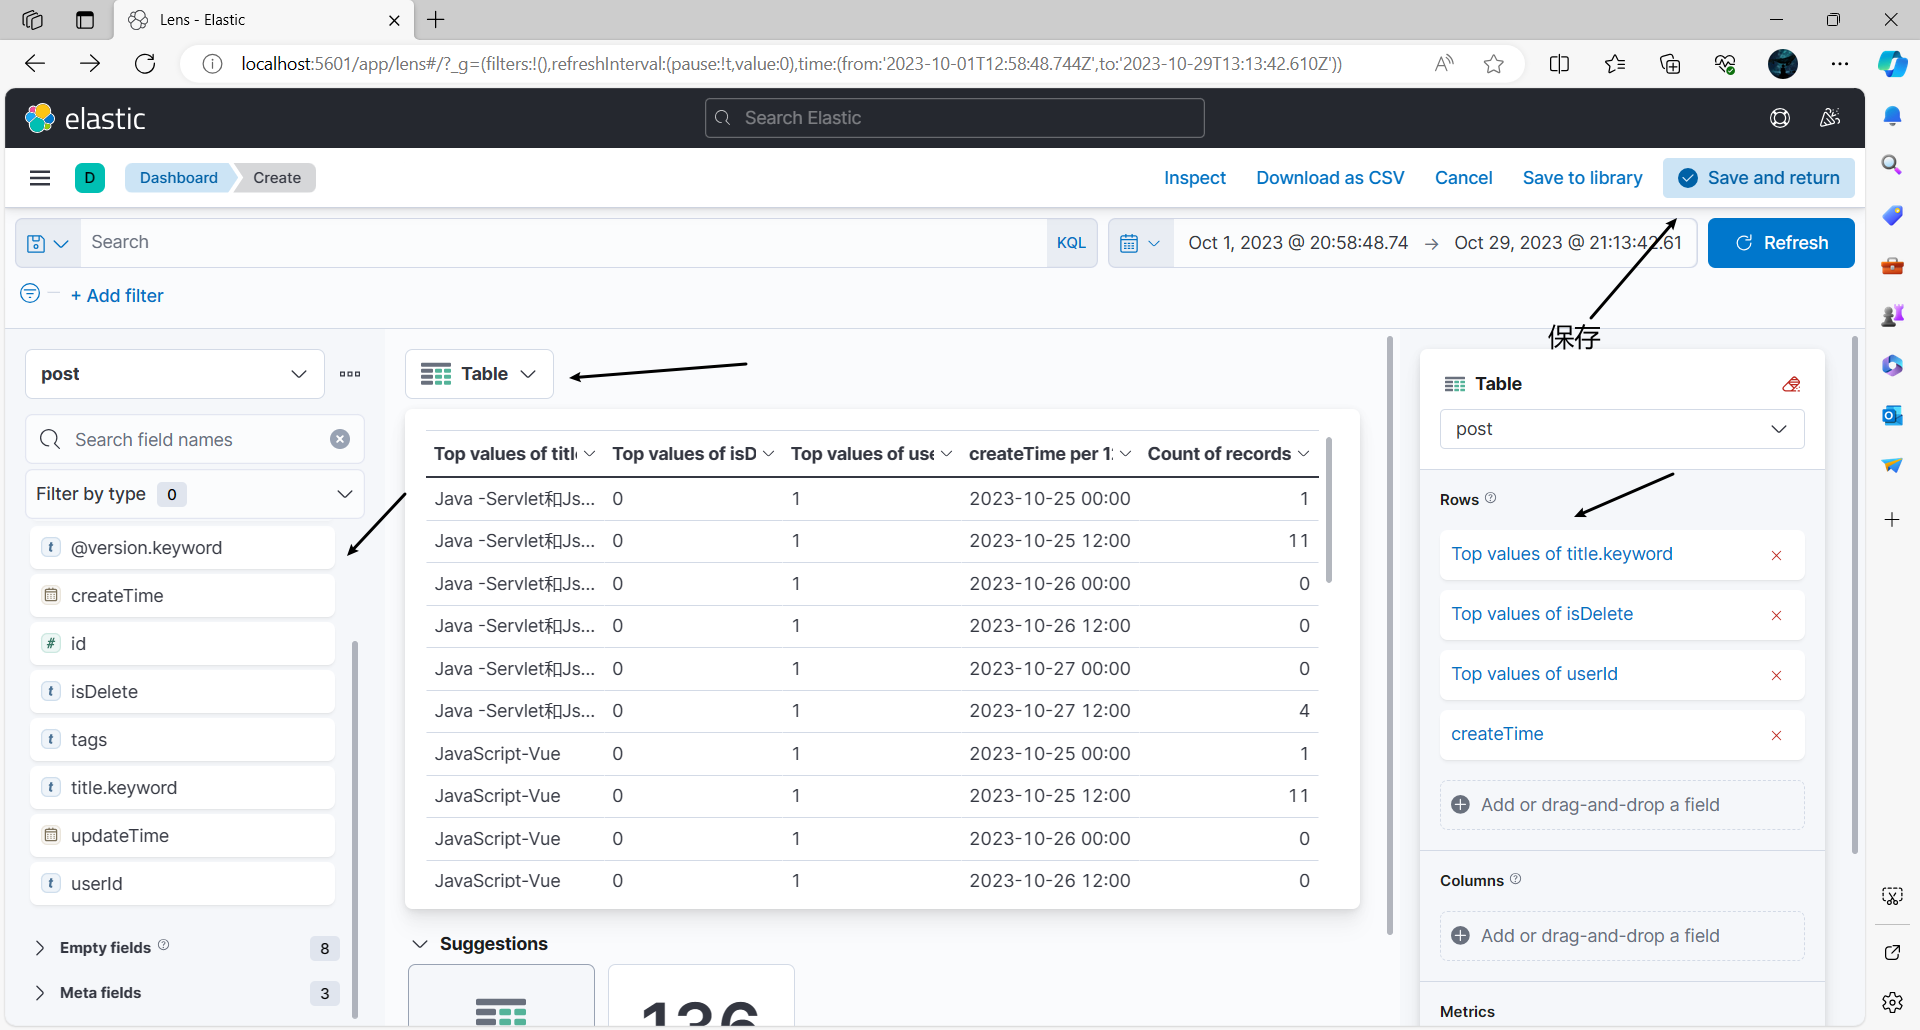 Lens - Elastic
localhost:5601/app/lens#/?_g=(filters:!(),refreshInterval:(pause:!t,value:0),time:(from:'2023-10-01T12:58:48.744Z',to:'2023-10-29T13:13:42.610Z'))
elastic
Search Elastic
D
Dashboard
Create
Inspect
Download as CSV
Cancel
Save to library
Save and return
Search
KQL
Oct 1, 2023 @ 20:58:48.74 → Oct 29, 2023 @ 21:13:42.61
Refresh
+ Add filter
保存
post
Search field names
Filter by type 0
@version.keyword
createTime
id
isDelete
tags
title.keyword
updateTime
userId
Empty fields 8
Meta fields 3
Table
Top values of titl Top values of isD Top values of use createTime per 1 Count of records
Java -Servlet和Js... 0 1 2023-10-25 00:00 1
Java -Servlet和Js... 0 1 2023-10-25 12:00 11
Java -Servlet和Js... 0 1 2023-10-26 00:00 0
Java -Servlet和Js... 0 1 2023-10-26 12:00 0
Java -Servlet和Js... 0 1 2023-10-27 00:00 0
Java -Servlet和Js... 0 1 2023-10-27 12:00 4
JavaScript-Vue 0 1 2023-10-25 00:00 1
JavaScript-Vue 0 1 2023-10-25 12:00 11
JavaScript-Vue 0 1 2023-10-26 00:00 0
JavaScript-Vue 0 1 2023-10-26 12:00 0
Suggestions
136
Table
post
Rows
Top values of title.keyword
Top values of isDelete
Top values of userId
createTime
Add or drag-and-drop a field
Columns
Add or drag-and-drop a field
Metrics